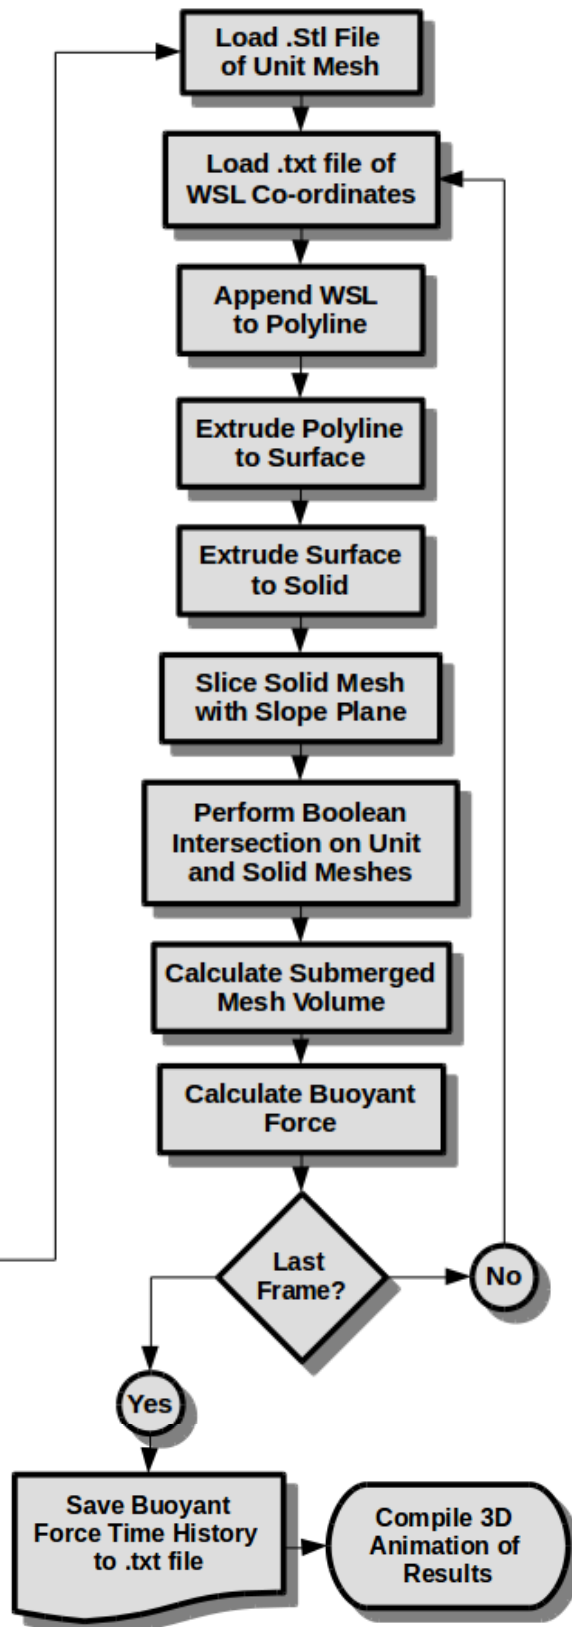 Load .Stl File
of Unit Mesh
Load .txt file of
WSL Co-ordinates
Append WSL
to Polyline
Extrude Polyline
to Surface
Extrude Surface
to Solid
Slice Solid Mesh
with Slope Plane
Perform Boolean
Intersection on Unit
and Solid Meshes
Calculate Submerged
Mesh Volume
Calculate Buoyant
Force
Last
Frame?
No
Yes
Save Buoyant
Force Time History
to .txt file
Compile 3D
Animation of
Results